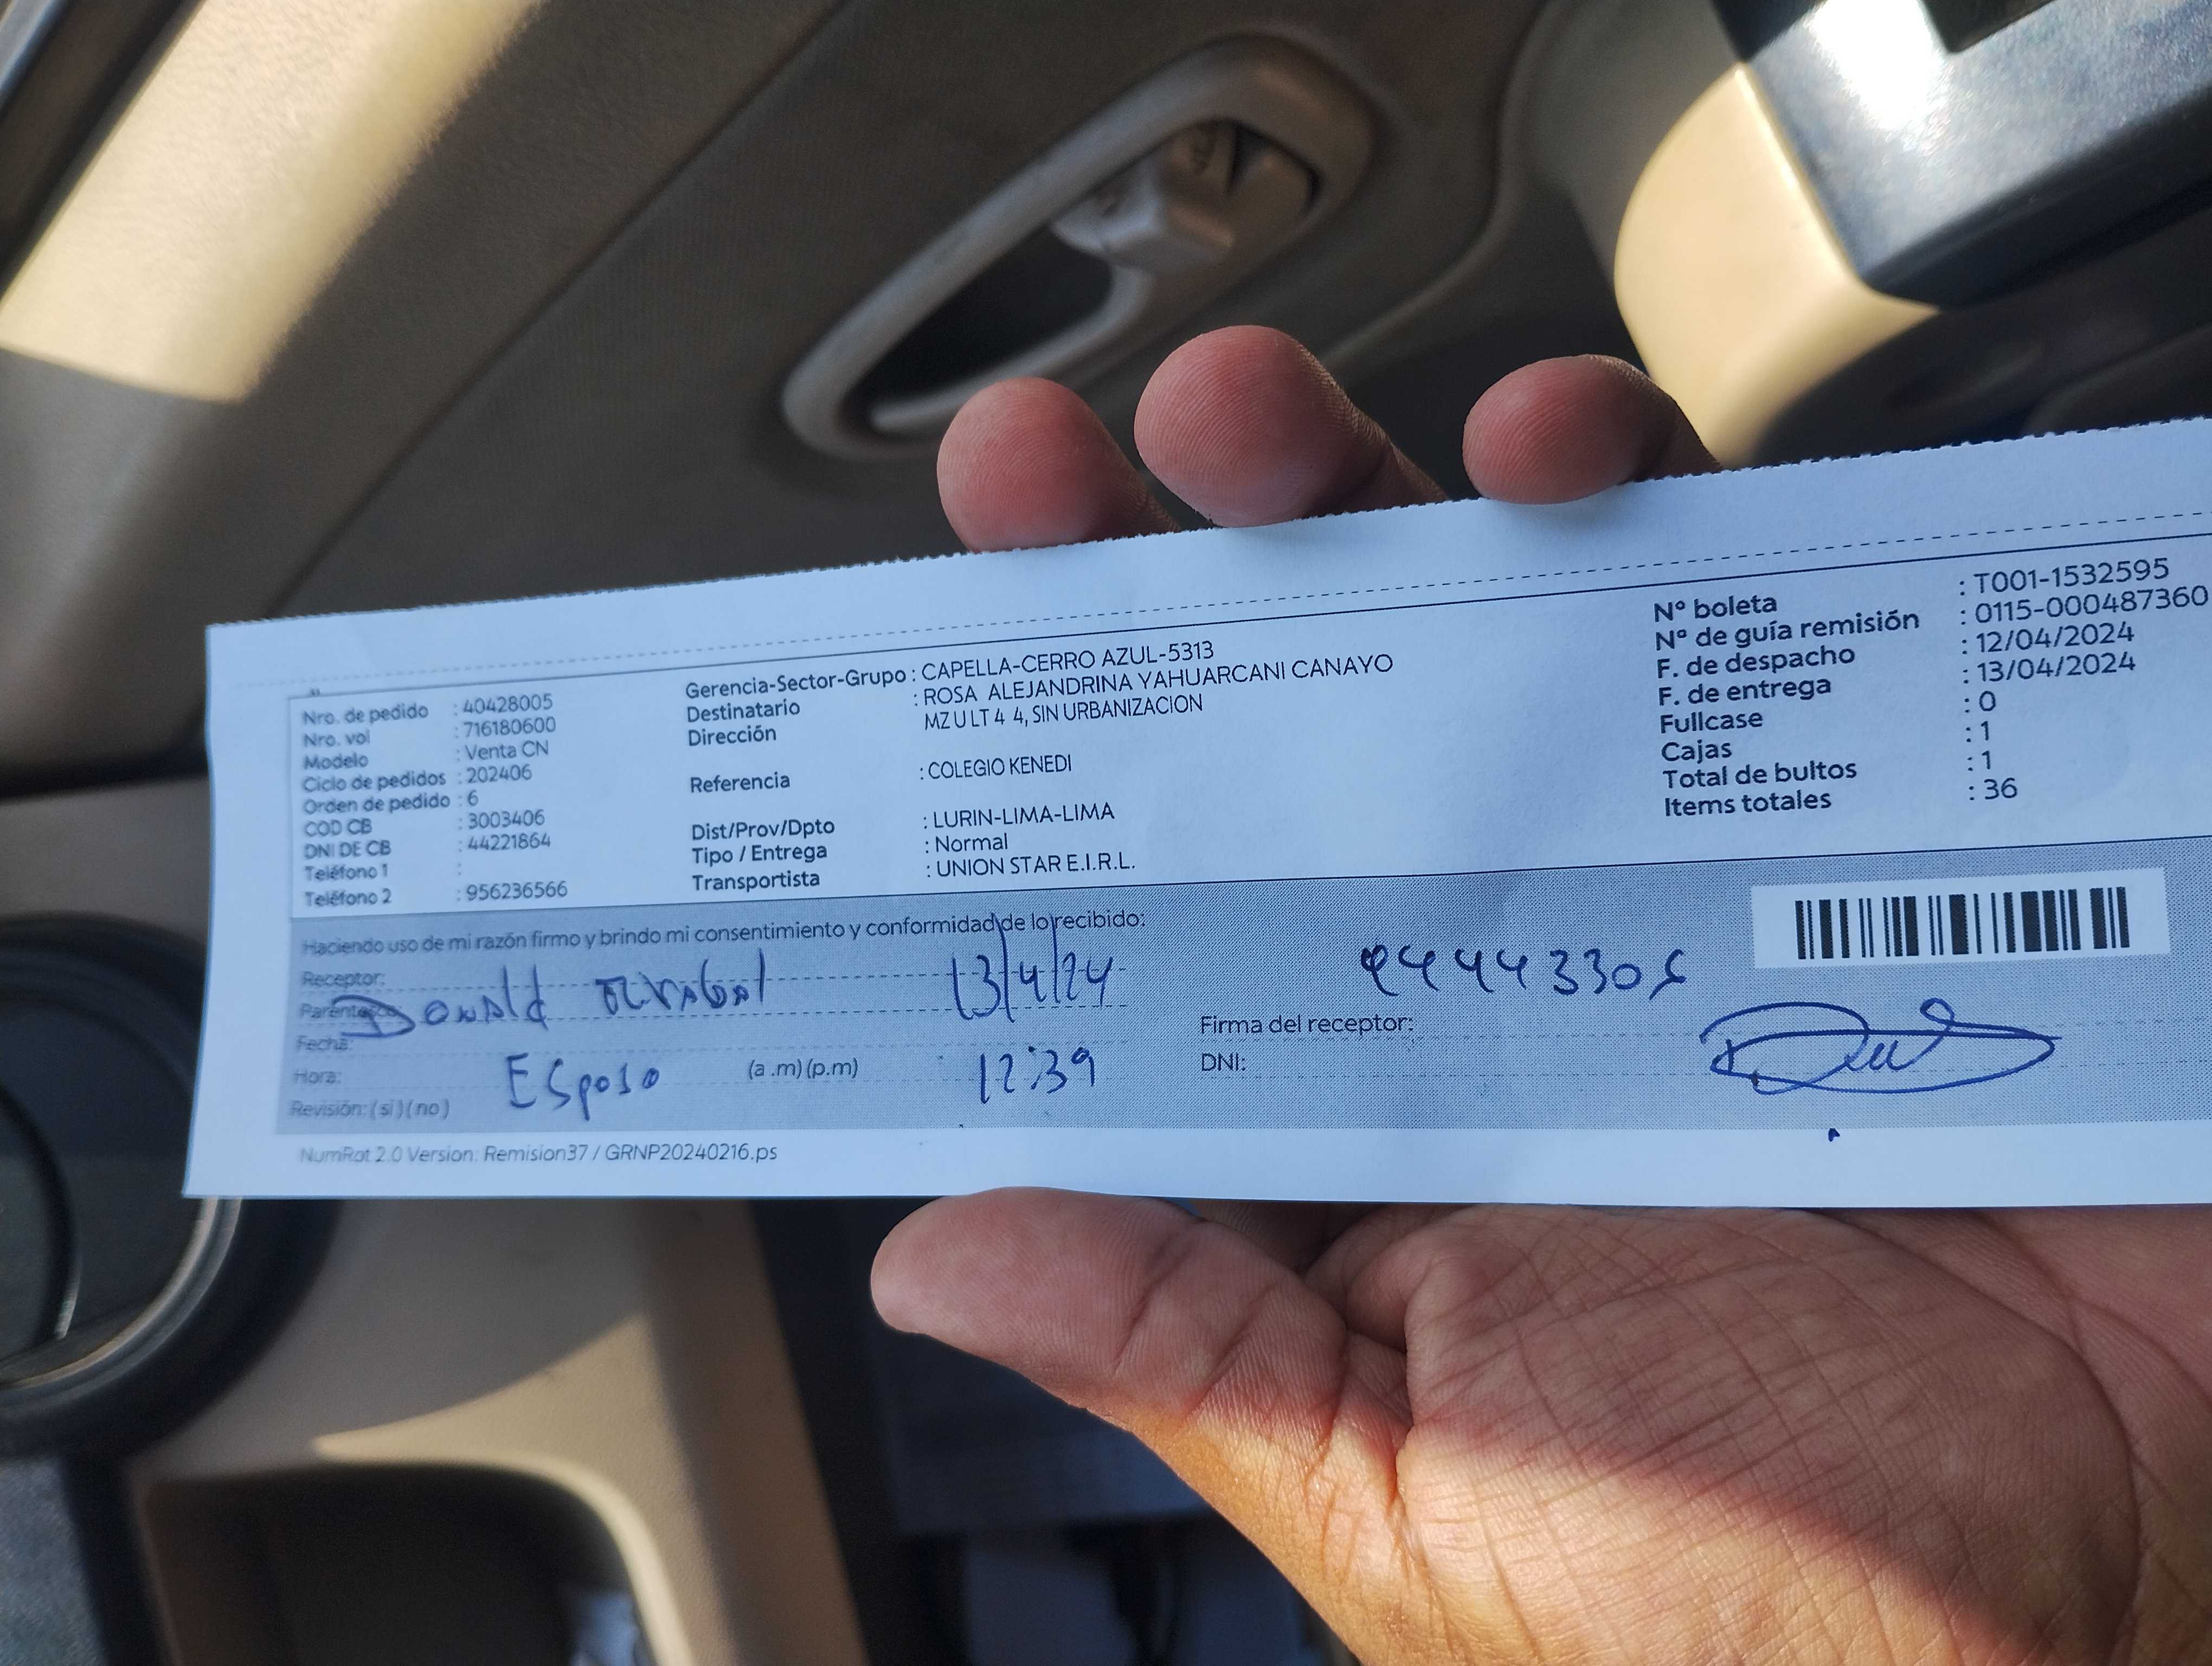 Nro. de pedido : 40428005
Nro. vol : 716180600
Modelo : Venta CN
Ciclo de pedidos : 202406
Orden de pedido : 6
COD CB : 3003406
DNI DE CB : 44221864
Teléfono 1 :
Teléfono 2 : 956236566
Gerencia-Sector-Grupo : CAPELLA-CERRO AZUL-5313
Destinatario : ROSA ALEJANDRINA YAHUARCANI CANAYO
Dirección MZ U LT 4 4, SIN URBANIZACION
Referencia : COLEGIO KENEDI
Dist/Prov/Dpto : LURIN-LIMA-LIMA
Tipo / Entrega : Normal
Transportista : UNION STAR E.I.R.L.
N° boleta : T001-1532595
N° de guía remisión : 0115-000487360
F. de despacho : 12/04/2024
F. de entrega : 13/04/2024
Fullcase : 0
Cajas : 1
Total de bultos : 1
Items totales : 36
Haciendo uso de mi razón firmo y brindo mi consentimiento y conformidad de lo recibido:
Receptor:
Parentesco:
Donald 13/4/24
Fecha:
Hora: (a .m) (p.m) 12:39
Esposo
Revisión: ( si ) ( no )
Firma del receptor:
DNI:
NumRot 2.0 Version: Remision37 / GRNP20240216.ps